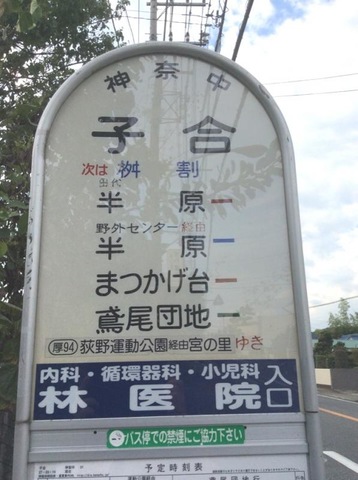 神奈中
子合
次は 桝割
田代
半原
野外センター経由
半原
まつかげ台
鳶尾団地
厚94 荻野運動公園経由宮の里ゆき
内科・循環器科・小児科
林医院 入口
バス停での禁煙にご協力下さい
予定時刻表